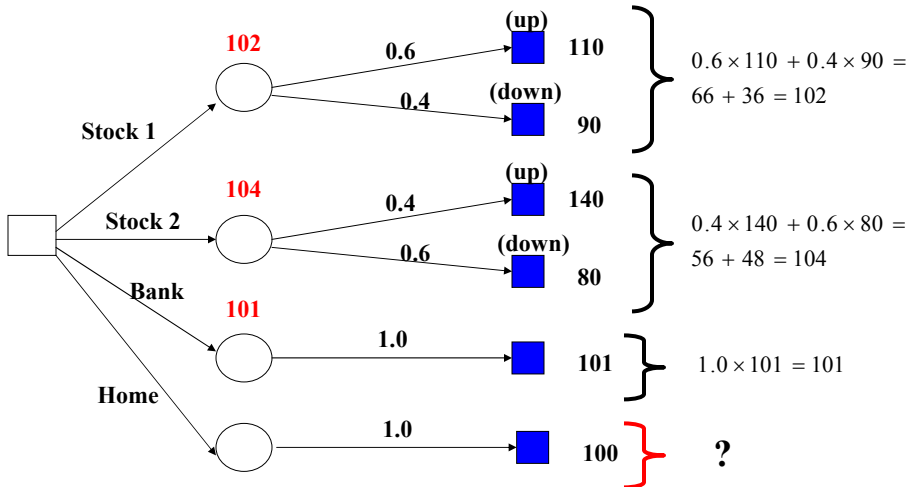 (up)
102
0.6
110
0.6 × 110 + 0.4 × 90 =
66 + 36 = 102
(down)
0.4
90
Stock 1
(up)
104
0.4
140
0.4 × 140 + 0.6 × 80 =
56 + 48 = 104
Stock 2
(down)
0.6
80
Bank
101
1.0
101
1.0 × 101 = 101
Home
1.0
100
?